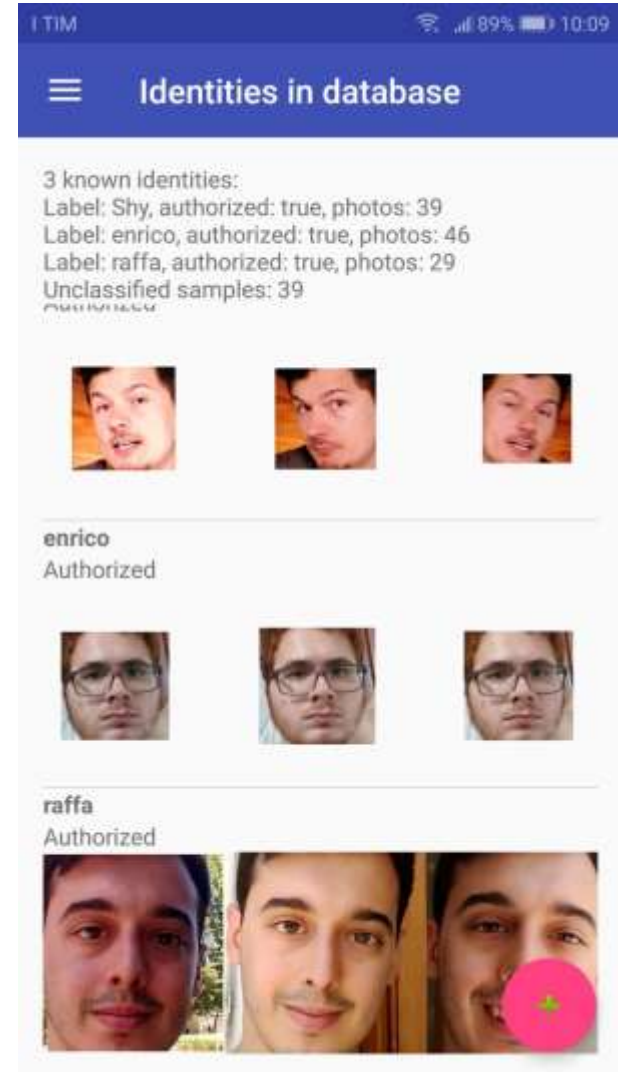 I TIM 89% 10:09
Identities in database
3 known identities:
Label: Shy, authorized: true, photos: 39
Label: enrico, authorized: true, photos: 46
Label: raffa, authorized: true, photos: 29
Unclassified samples: 39
Authorized
enrico
Authorized
raffa
Authorized